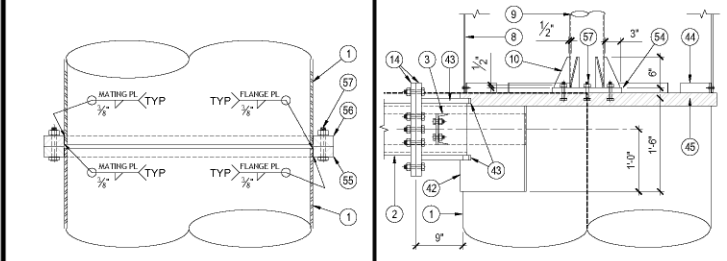 1
MATING PL TYP TYP FLANGE PL
3/8" 3/8"
57
56
MATING PL TYP TYP FLANGE PL
3/8" 3/8"
55
1
9 57 54 44
8 1/2" 3"
14 3 43 10 1/2" 6"
45
1'-0" 1'-6"
42 43
2 1
9"